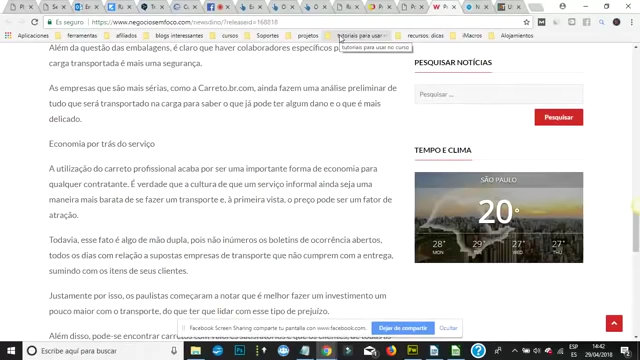 Es seguro
https://www.negociosemfoco.com/newsdino/?releaseid=168818
Aplicaciones
ferramentas
afiliados
blogs interessantes
cursos
Soportes
projetos
tutoriais para usar
recursos, dicas
iMacros
Alojamientos
tutoriais para usar no curso
Além da questão das embalagens, é claro que haver colaboradores específicos p
carga transportada é mais uma segurança.
As empresas que são mais sérias, como a Carreto.br.com, ainda fazem uma análise preliminar de
tudo que será transportado na carga para saber o que já pode ter algum dano e o que é mais
delicado.
Economia por trás do serviço
A utilização do carreto profissional acaba por ser uma importante forma de economia para
qualquer contratante. É verdade que a cultura de que um serviço informal ainda seja uma
maneira mais barata de se fazer um transporte e, à primeira vista, o preço pode ser um fator de
atração.
Todavia, esse fato é algo de mão dupla, pois não inúmeros os boletins de ocorrência abertos,
todos os dias com relação a supostas empresas de transporte que não cumprem com a entrega,
sumindo com os itens de seus clientes.
Justamente por isso, os paulistas começaram a notar que é melhor fazer um investimento um
pouco maior com o transporte, do que ter que lidar com esse tipo de prejuízo.
Além disso, pode-se encontrar carretos com valores
PESQUISAR NOTÍCIAS
Pesquisar ...
Pesquisar
TEMPO E CLIMA
SÃO PAULO
20°
28° 29° 27° 27°
MON TUE WED THU
Facebook Screen Sharing comparte tu pantalla con www.facebook.com.
Dejar de compartir
Ocultar
Escribe aquí para buscar
ESP
ES
14:42
29/04/2018